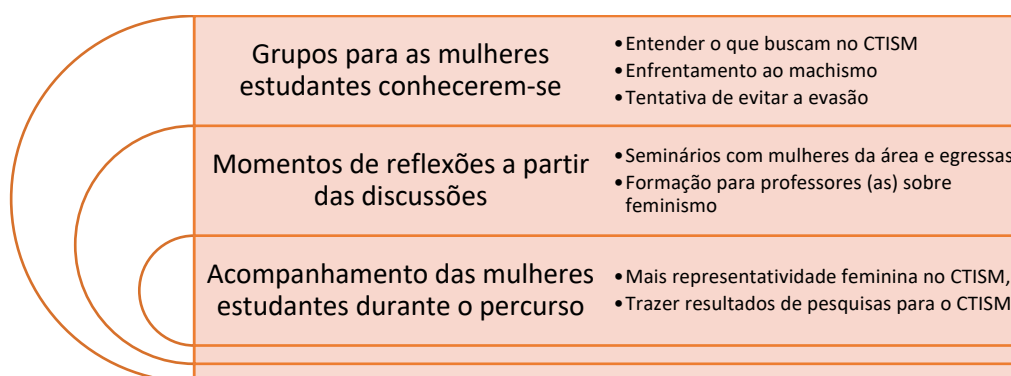 Grupos para as mulheres
estudantes conhecerem-se
•Entender o que buscam no CTISM
•Enfrentamento ao machismo
•Tentativa de evitar a evasão
Momentos de reflexões a partir
das discussões
•Seminários com mulheres da área e egressas
•Formação para professores (as) sobre
feminismo
Acompanhamento das mulheres
estudantes durante o percurso
•Mais representatividade feminina no CTISM,
•Trazer resultados de pesquisas para o CTISM